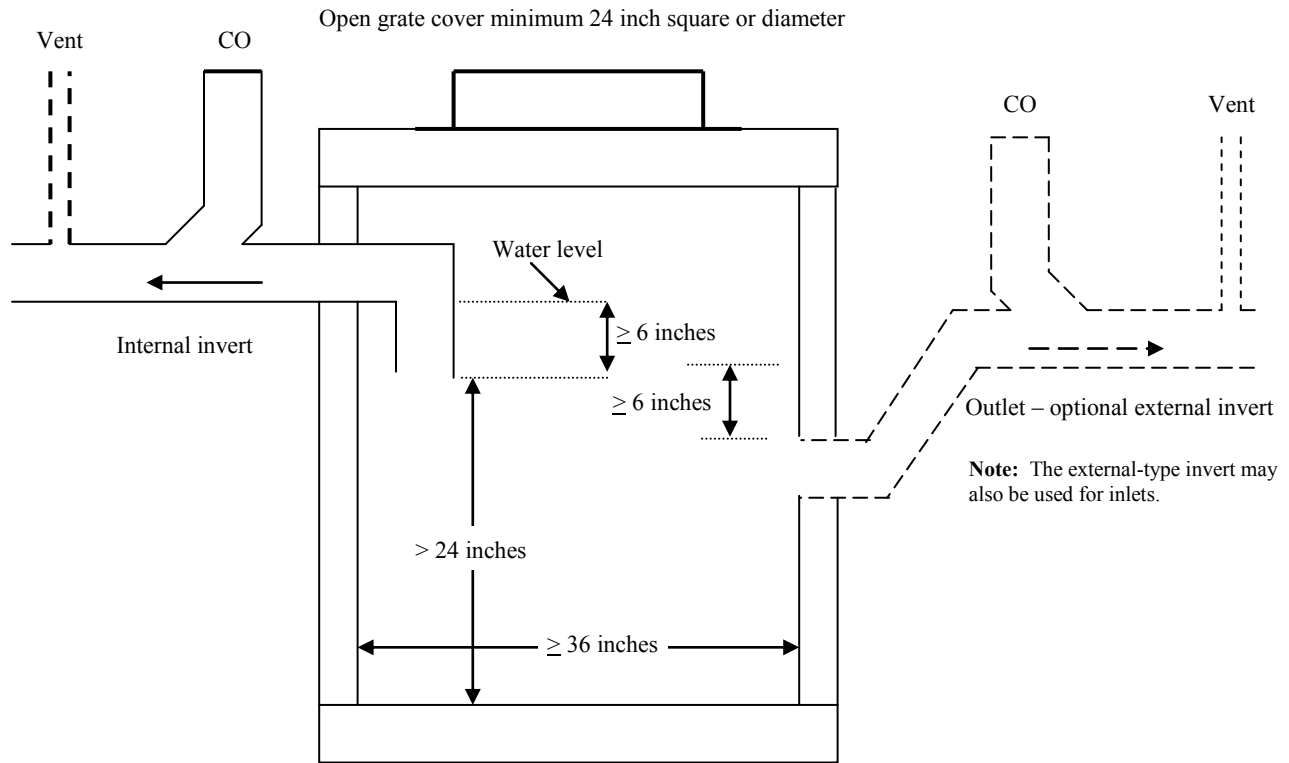 Open grate cover minimum 24 inch square or diameter
Vent
CO
CO
Vent
Water level
≥ 6 inches
Internal invert
≥ 6 inches
Outlet – optional external invert
Note: The external-type invert may
also be used for inlets.
> 24 inches
≥ 36 inches